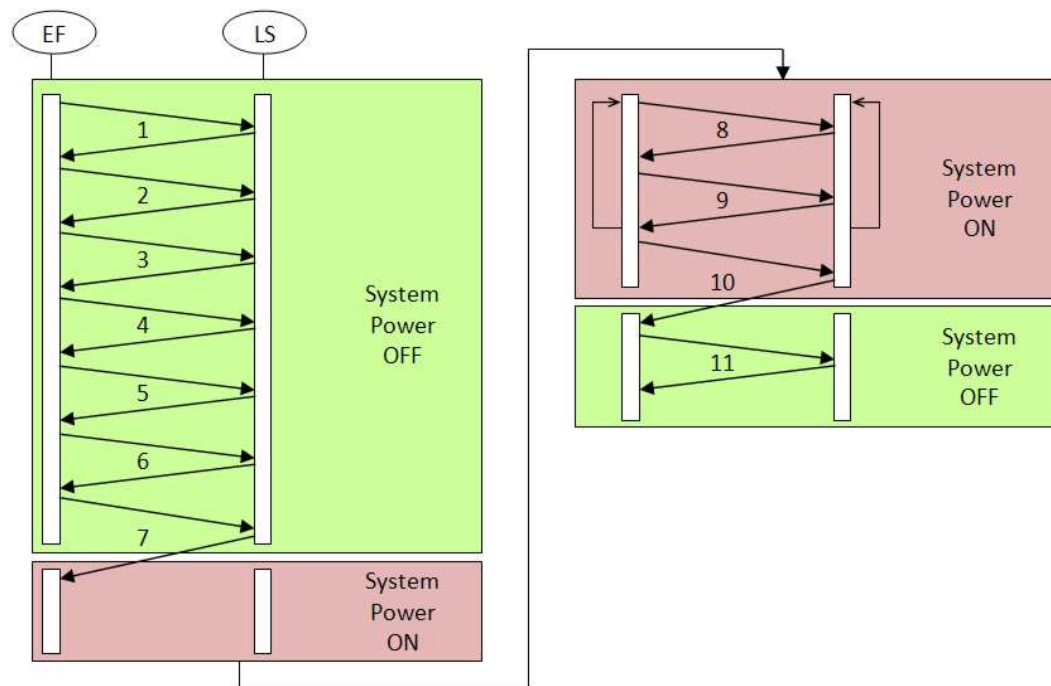 EF
LS
1
2
3
4
5
6
7
System
Power
OFF
System
Power
ON
8
9
10
System
Power
ON
11
System
Power
OFF